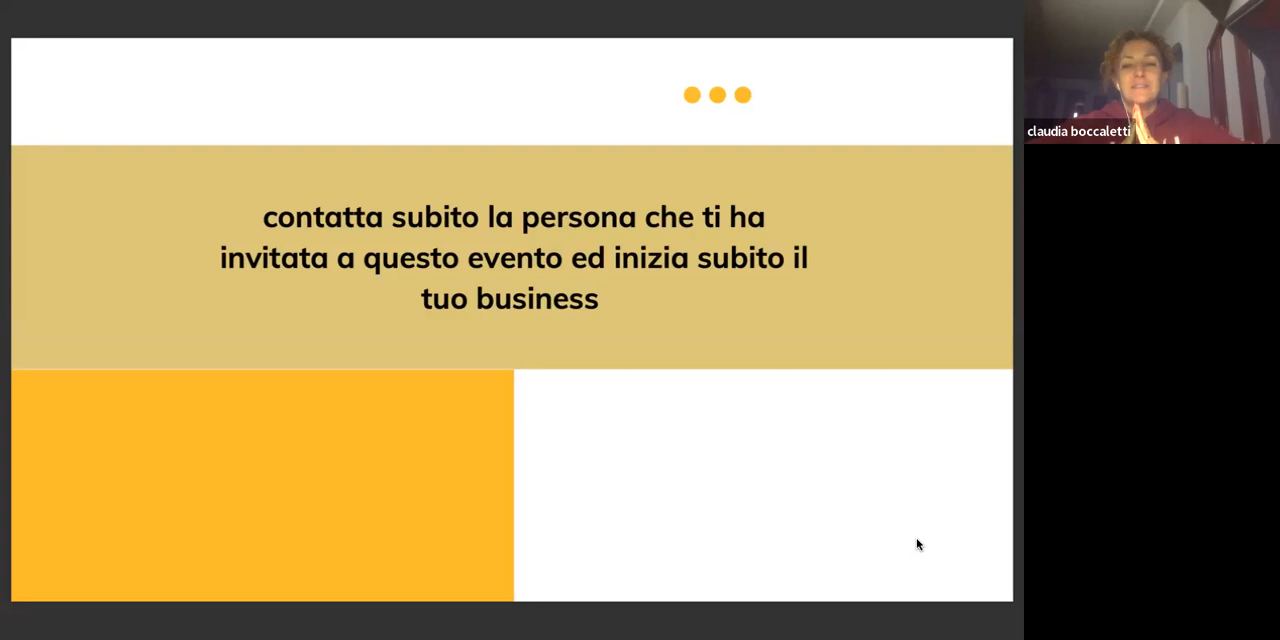 contatta subito la persona che ti ha
invitata a questo evento ed inizia subito il
tuo business
claudia boccaletti